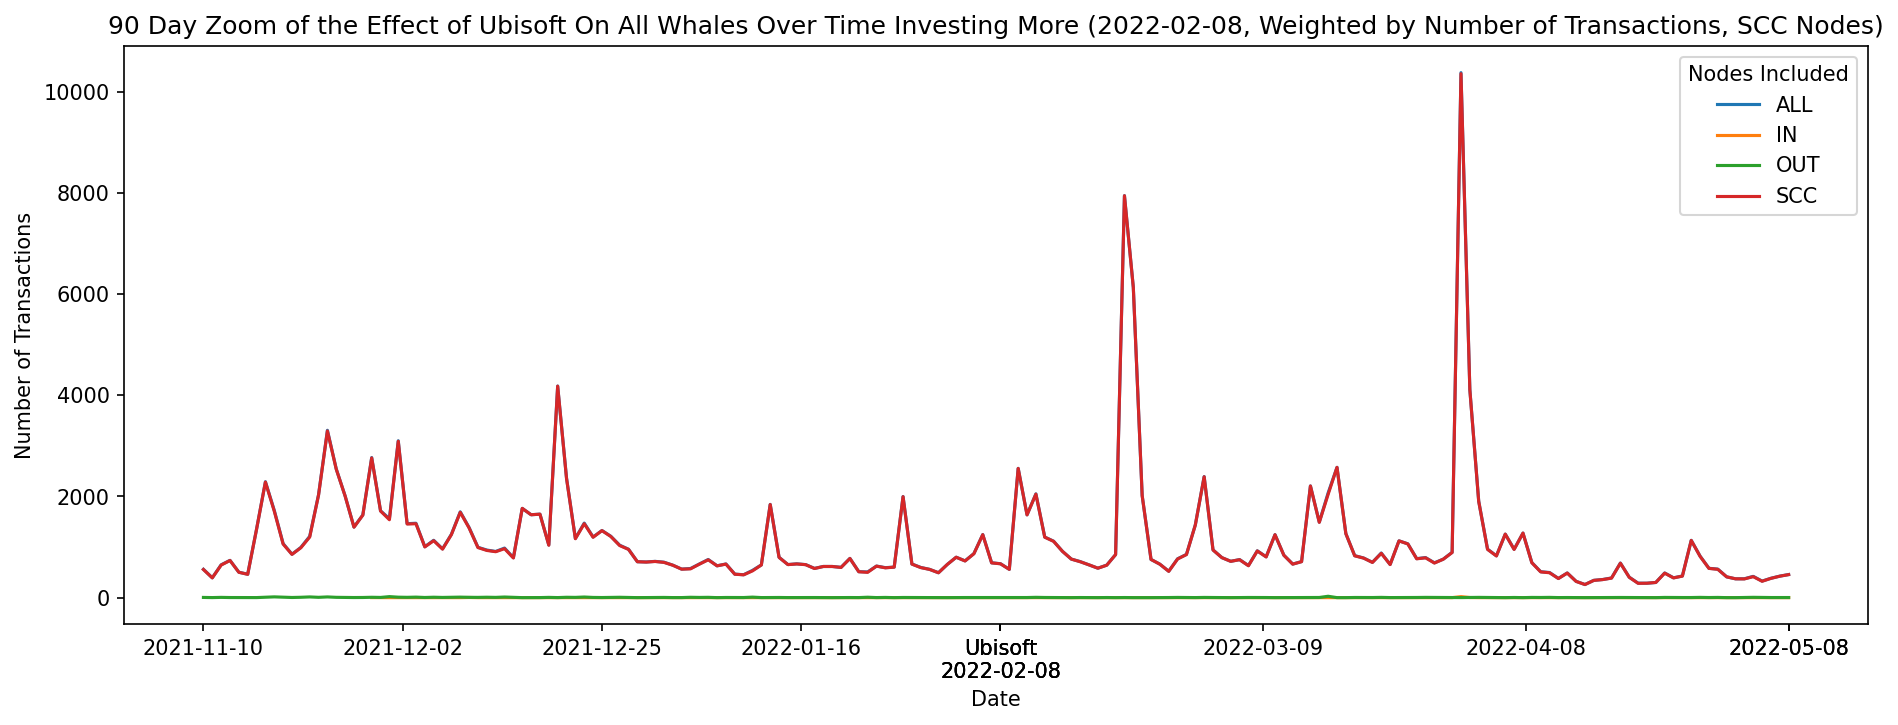 90 Day Zoom of the Effect of Ubisoft On All Whales Over Time Investing More (2022-02-08, Weighted by Number of Transactions, SCC Nodes)
Nodes Included
ALL
IN
OUT
SCC
Number of Transactions
10000
8000
6000
4000
2000
0
2021-11-10
2021-12-02
2021-12-25
2022-01-16
Ubisoft
2022-02-08
2022-03-09
2022-04-08
2022-05-08
Date